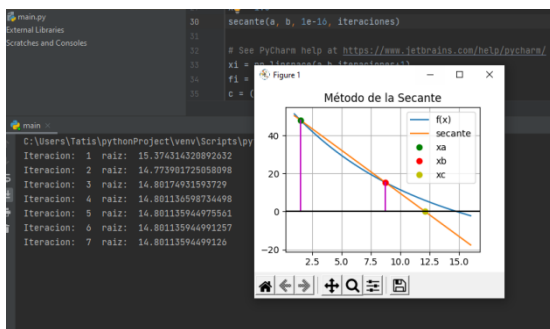 main.py
External Libraries
Scratches and Consoles
30 secante(a, b, 1e-16, iteraciones)
31
32 # See PyCharm help at https://www.jetbrains.com/help/pycharm/
33
34
35 c = (
Figure 1
Método de la Secante
f(x)
secante
xa
xb
xc
40
20
0
−20
2.5 5.0 7.5 10.0 12.5 15.0
main
C:\Users\Tatis\pythonProject\venv\Scripts\py
Iteracion: 1 raiz: 15.374314320892632
Iteracion: 2 raiz: 14.773901725058098
Iteracion: 3 raiz: 14.80174931593729
Iteracion: 4 raiz: 14.801136598734498
Iteracion: 5 raiz: 14.801135944975561
Iteracion: 6 raiz: 14.801135944991257
Iteracion: 7 raiz: 14.80113594499126